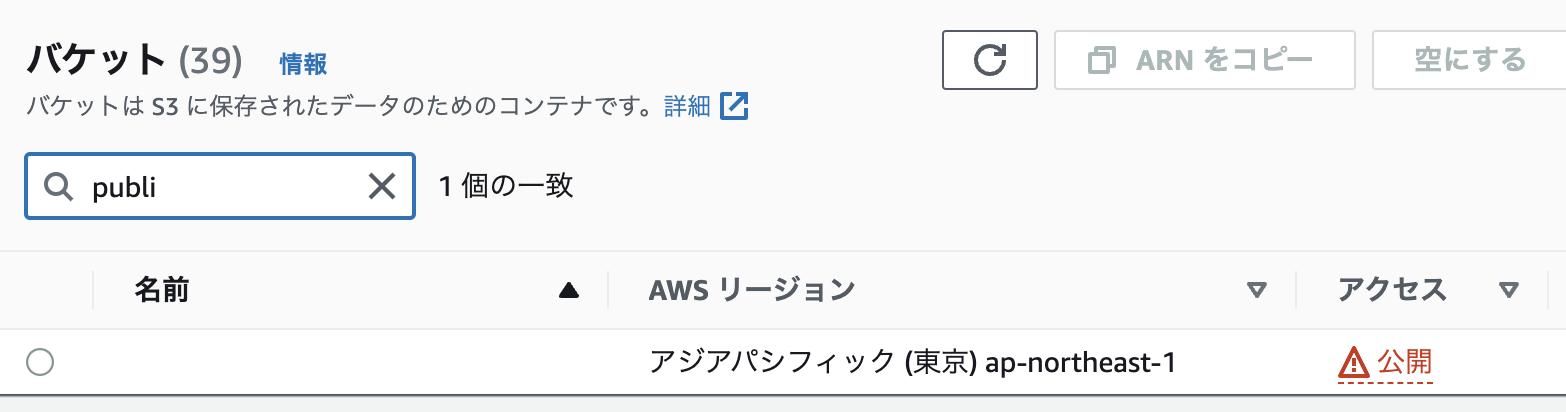 バケット (39) 情報
バケットは S3 に保存されたデータのためのコンテナです。詳細
ARN をコピー
空にする
publi
1 個の一致
名前 AWS リージョン アクセス
アジアパシフィック (東京) ap-northeast-1 公開